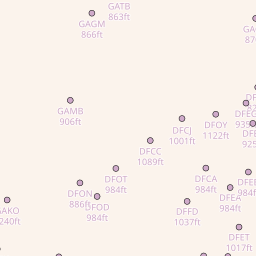 GATB
863ft
GAGM
866ft
GAMB
906ft
DFOY
1122ft
DFCJ
1001ft
DFCC
1089ft
DFOT
984ft
DFCA
984ft
DFON
886ft
DFOD
984ft
DFEA
984ft
DFFD
1037ft
DFET
1017ft